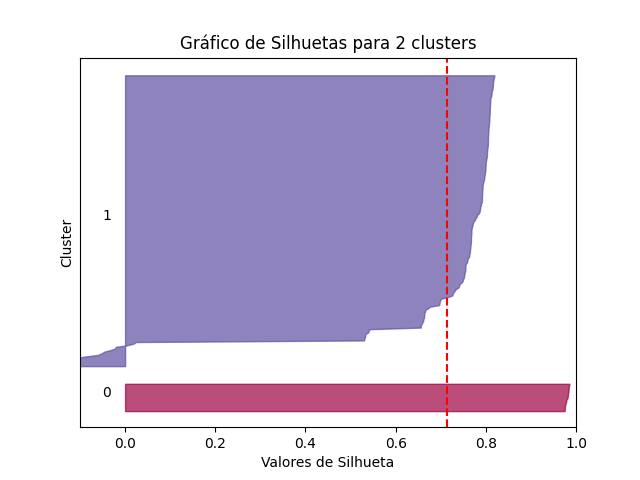 Gráfico de Silhuetas para 2 clusters
Cluster
1
0
0.0 0.2 0.4 0.6 0.8 1.0
Valores de Silhueta